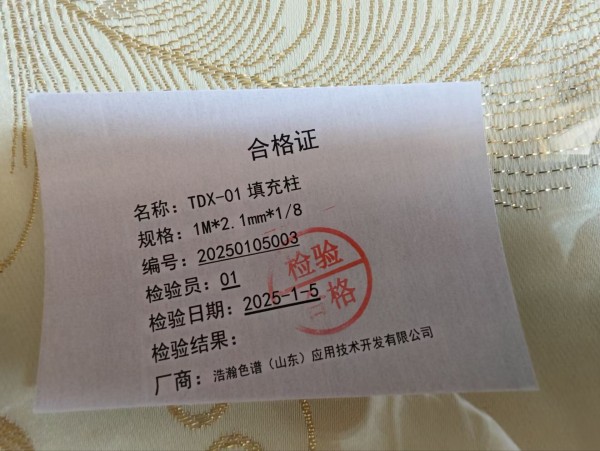 合格证
名称：TDX-01 填充柱
规格：1M*2.1mm*1/8
编号：20250105003
检验员：01
检验日期：2025-1-5
检验结果：
检验
合格
厂商：浩瀚色谱（山东）应用技术开发有限公司